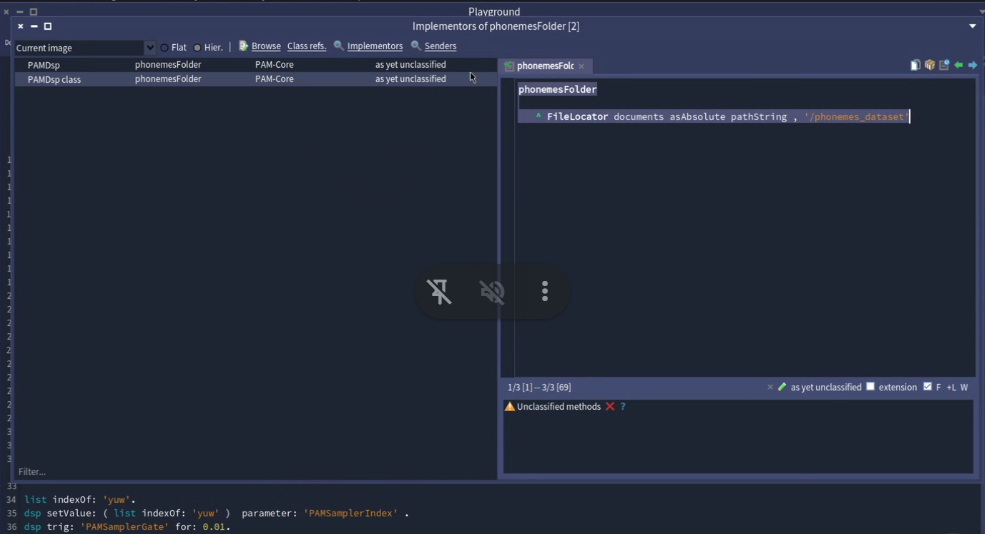 Playground
Implementors of phonemesFolder [2]
Current image Flat Hier. | Browse Class refs. Implementors Senders
PAMDsp phonemesFolder PAM-Core as yet unclassified
PAMDsp class phonemesFolder PAM-Core as yet unclassified
phonemesFolc ×
phonemesFolder
^ FileLocator documents asAbsolute pathString , '/phonemes_dataset'
1/3 [1] – 3/3 [69] as yet unclassified extension F +L W
Unclassified methods ?
Filter...
33
34 list indexOf: 'yuw'.
35 dsp setValue: ( list indexOf: 'yuw' ) parameter: 'PAMSamplerIndex' .
36 dsp trig: 'PAMSamplerGate' for: 0.01.